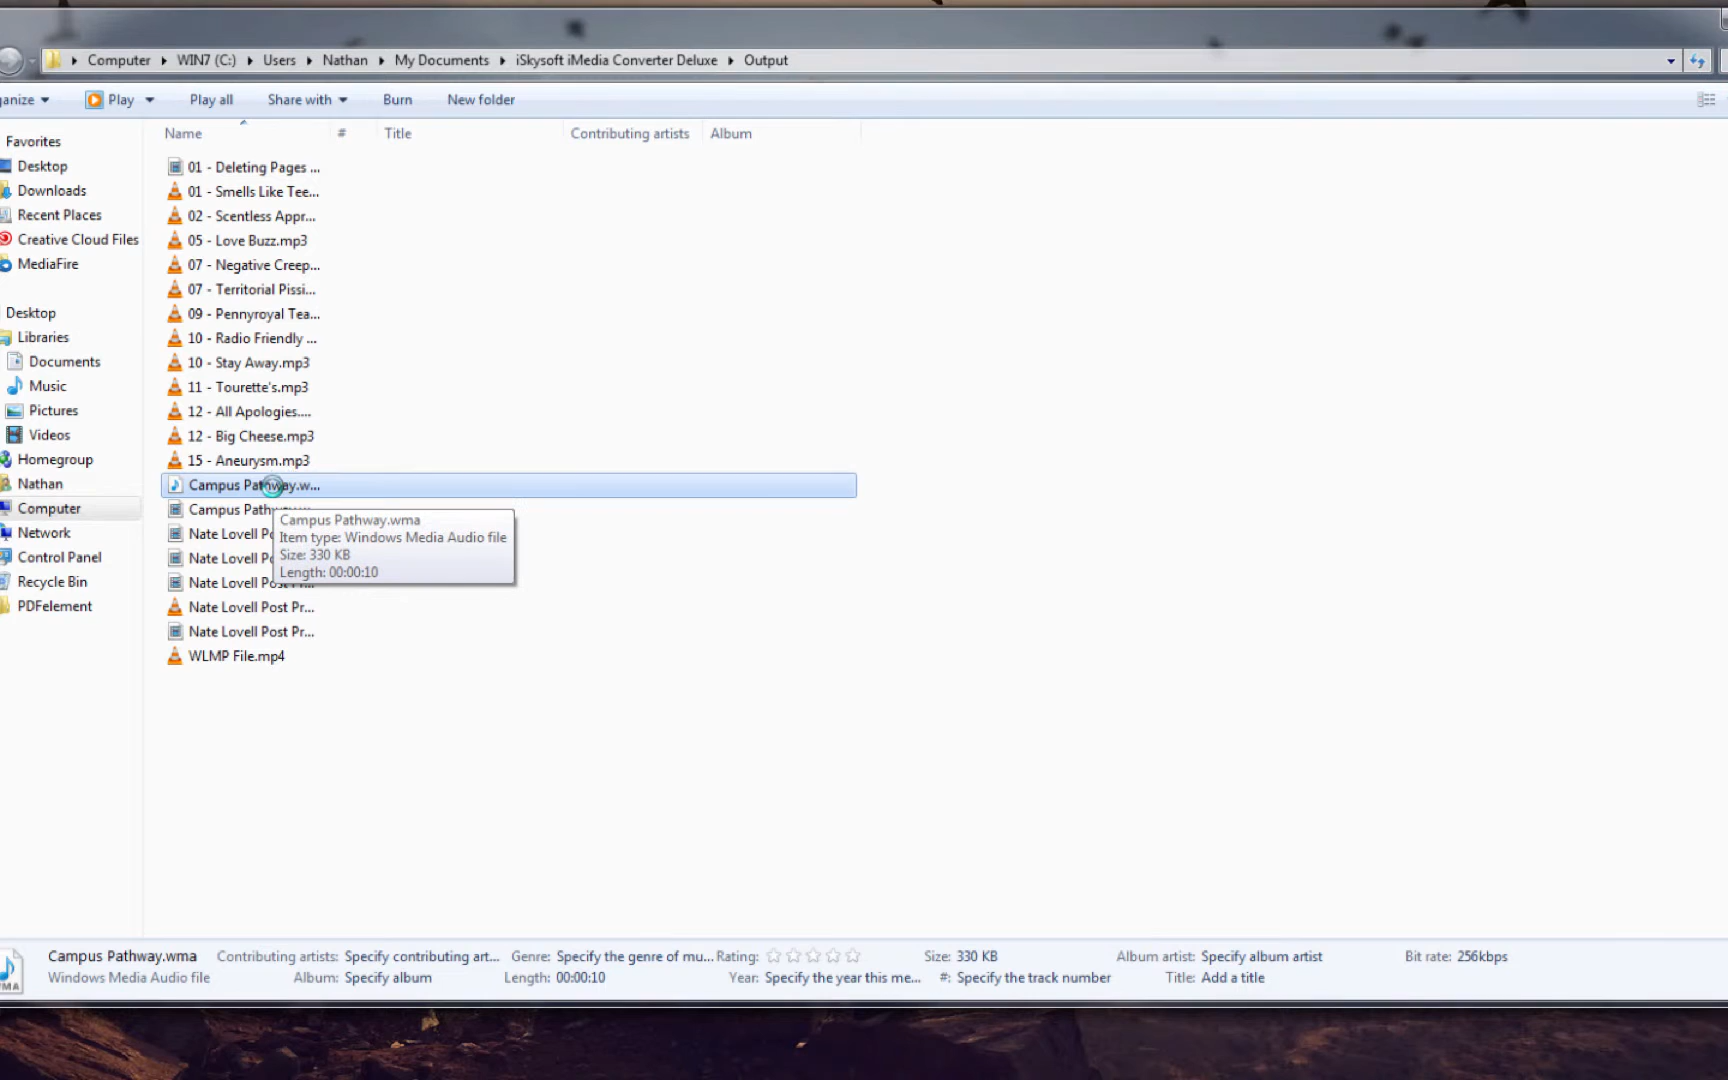 Computer WIN7 (C:) Users Nathan My Documents iSkysoft iMedia Converter Deluxe Output
anize Play Play all Share with Burn New folder
Name # Title Contributing artists Album
Favorites
Desktop
Downloads
Recent Places
Creative Cloud Files
MediaFire
Desktop
Libraries
Documents
Music
Pictures
Videos
Homegroup
Nathan
Computer
Network
Control Panel
Recycle Bin
PDFelement
01 - Deleting Pages ...
01 - Smells Like Tee...
02 - Scentless Appr...
05 - Love Buzz.mp3
07 - Negative Creep...
07 - Territorial Pissi...
09 - Pennyroyal Tea...
10 - Radio Friendly ...
10 - Stay Away.mp3
11 - Tourette's.mp3
12 - All Apologies....
12 - Big Cheese.mp3
15 - Aneurysm.mp3
Campus Pathway.w...
Campus
Nate Lovell
Nate Lovell
Nate Lovell
Nate Lovell Post Pr...
Nate Lovell Post Pr...
WLMP File.mp4
Campus Pathway.wma
Item type: Windows Media Audio file
Size: 330 KB
Length: 00:00:10
Campus Pathway.wma Contributing artists: Specify contributing art... Genre: Specify the genre of mu... Rating: Size: 330 KB Album artist: Specify album artist Bit rate: 256kbps
Windows Media Audio file Album: Specify album Length: 00:00:10 Year: Specify the year this me... #: Specify the track number Title: Add a title